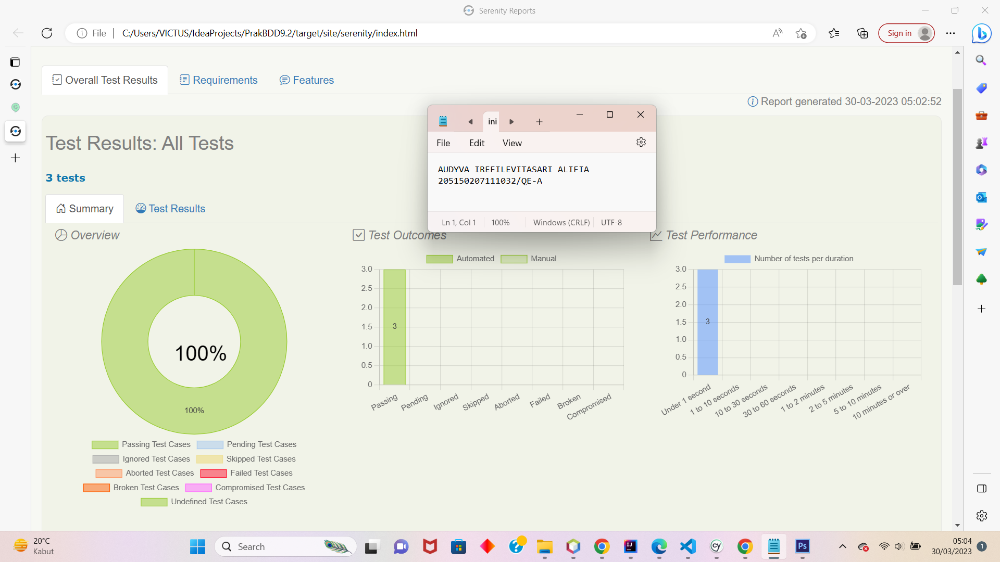 Serenity Reports
File
C:/Users/VICTUS/IdeaProjects/PrakBDD9.2/target/site/serenity/index.html
Sign in
Overall Test Results
Requirements
Features
Report generated 30-03-2023 05:02:52
ini
File Edit View
AUDYVA IREFILEVITASARI ALIFIA
205150207111032/QE-A
Ln 1, Col 1 100% Windows (CRLF) UTF-8
Test Results: All Tests
3 tests
Summary
Test Results
Overview
100%
100%
Passing Test Cases Pending Test Cases
Ignored Test Cases Skipped Test Cases
Aborted Test Cases Failed Test Cases
Broken Test Cases Compromised Test Cases
Undefined Test Cases
Test Outcomes
Automated Manual
3.0
2.5
2.0
1.5
1.0
0.5
0
3
Passing
Pending
Ignored
Skipped
Aborted
Failed
Broken
Compromised
Test Performance
Number of tests per duration
3.0
2.5
2.0
1.5
1.0
0.5
0
3
Under 1 second
1 to 10 seconds
10 to 30 seconds
30 to 60 seconds
1 to 2 minutes
2 to 5 minutes
5 to 10 minutes
10 minutes or over
20°C
Kabut
Search
IJ
cy
Ps
05:04
30/03/2023
1